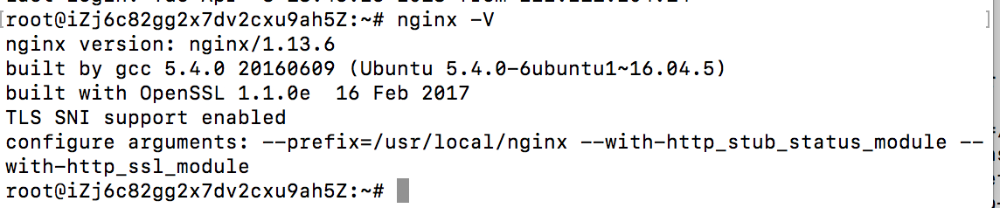 [root@iZj6c82gg2x7dv2cxu9ah5Z:~# nginx -V ]
nginx version: nginx/1.13.6
built by gcc 5.4.0 20160609 (Ubuntu 5.4.0-6ubuntu1~16.04.5)
built with OpenSSL 1.1.0e  16 Feb 2017
TLS SNI support enabled
configure arguments: --prefix=/usr/local/nginx --with-http_stub_status_module --
with-http_ssl_module
root@iZj6c82gg2x7dv2cxu9ah5Z:~#